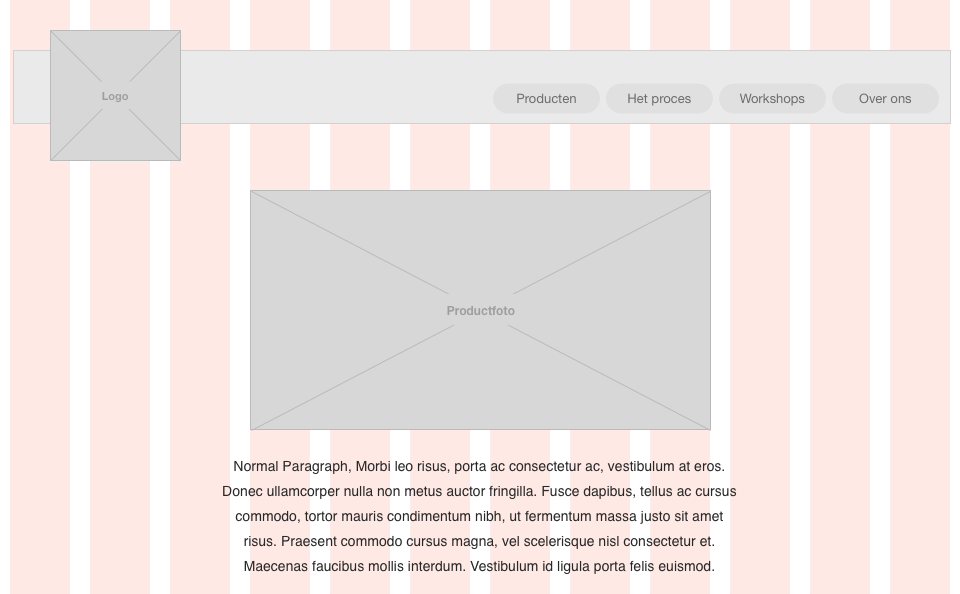 Logo
Producten
Het proces
Workshops
Over ons
Productfoto
Normal Paragraph, Morbi leo risus, porta ac consectetur ac, vestibulum at eros.
Donec ullamcorper nulla non metus auctor fringilla. Fusce dapibus, tellus ac cursus
commodo, tortor mauris condimentum nibh, ut fermentum massa justo sit amet
risus. Praesent commodo cursus magna, vel scelerisque nisl consectetur et.
Maecenas faucibus mollis interdum. Vestibulum id ligula porta felis euismod.